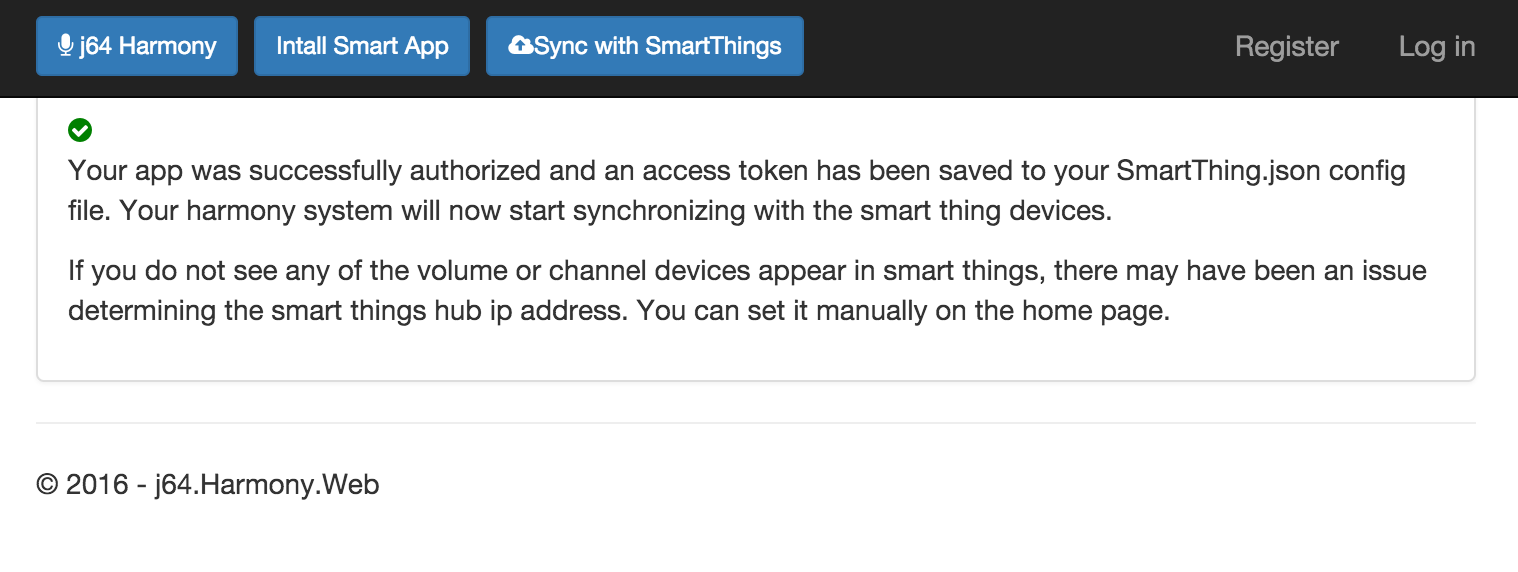 j64 Harmony
Intall Smart App
Sync with SmartThings
Register
Log in
Your app was successfully authorized and an access token has been saved to your SmartThing.json config
file. Your harmony system will now start synchronizing with the smart thing devices.
If you do not see any of the volume or channel devices appear in smart things, there may have been an issue
determining the smart things hub ip address. You can set it manually on the home page.
© 2016 - j64.Harmony.Web